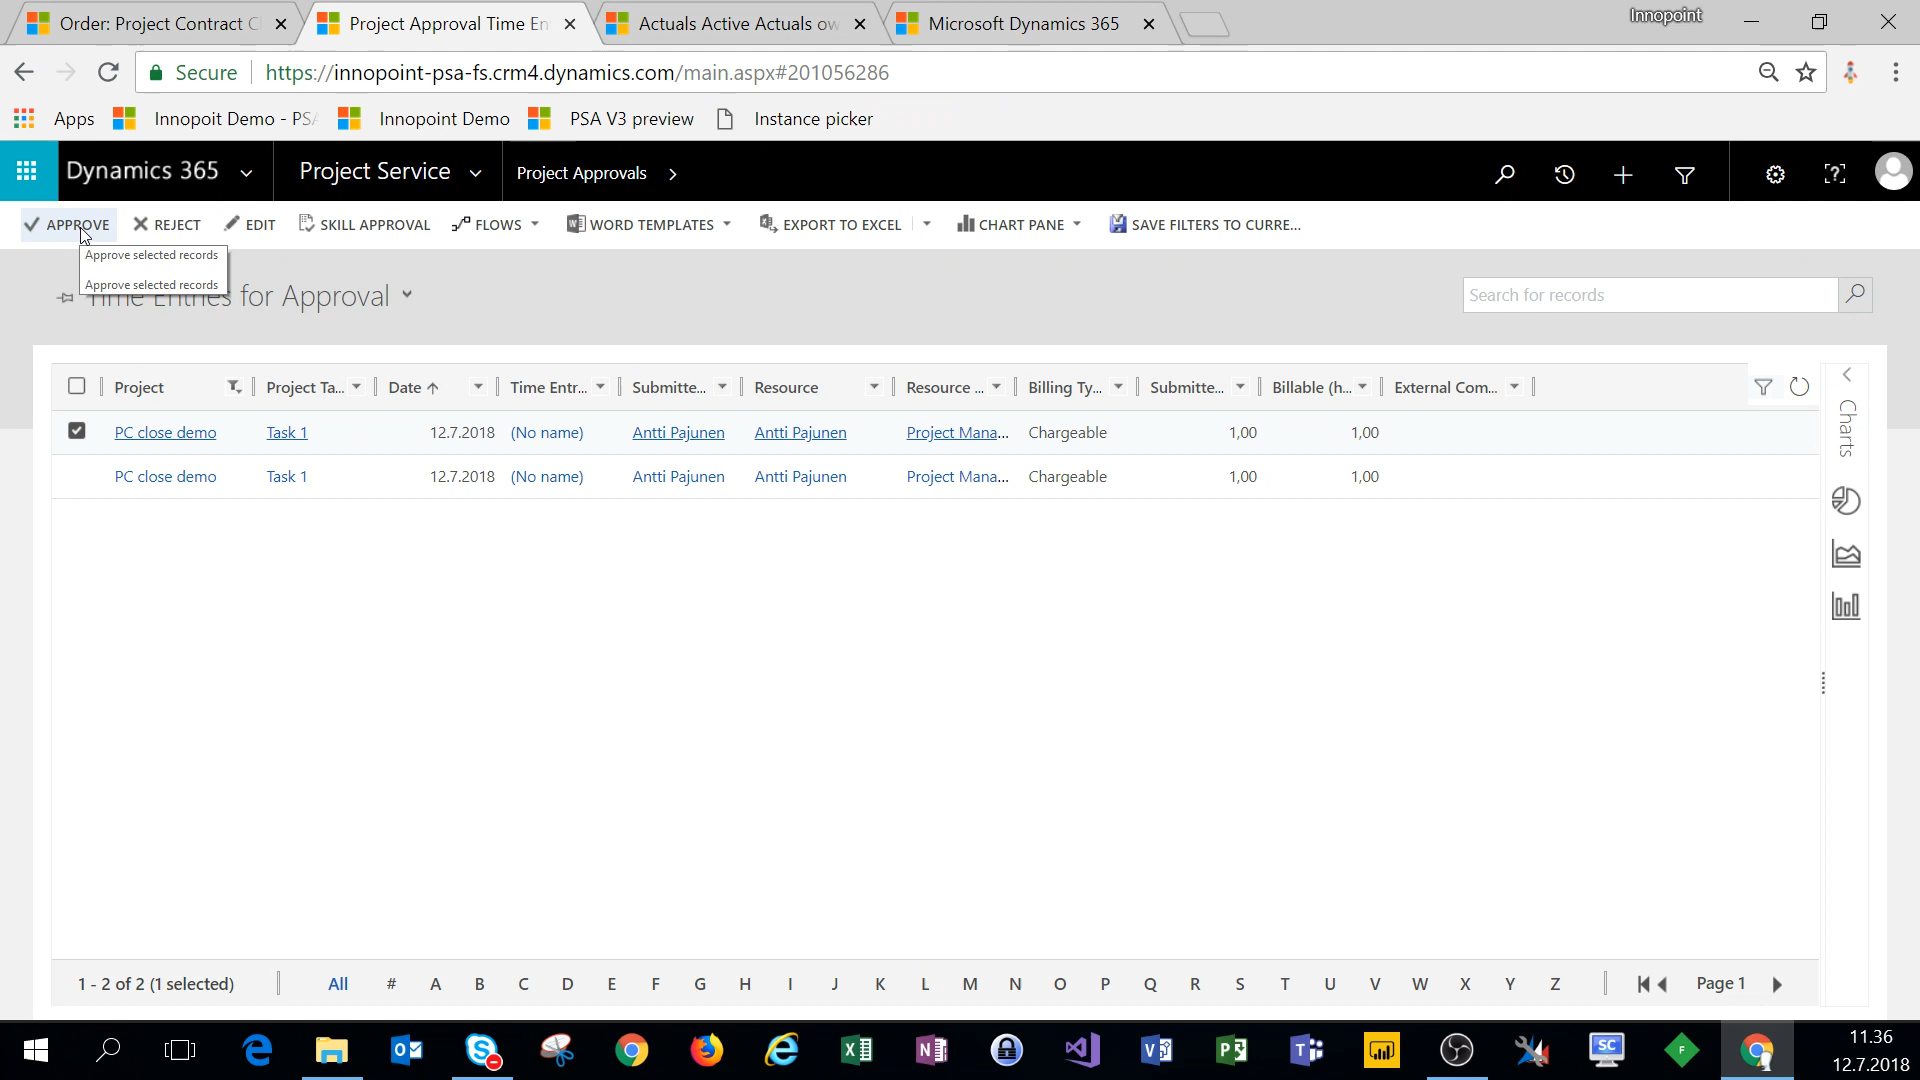 Order: Project Contract C
Project Approval Time En
Actuals Active Actuals ow
Microsoft Dynamics 365
Innopoint
Secure
https://innopoint-psa-fs.crm4.dynamics.com/main.aspx#201056286
Apps
Innopoit Demo - PSA
Innopoint Demo
PSA V3 preview
Instance picker
Dynamics 365
Project Service
Project Approvals
APPROVE
REJECT
EDIT
SKILL APPROVAL
FLOWS
WORD TEMPLATES
EXPORT TO EXCEL
CHART PANE
SAVE FILTERS TO CURRE...
Approve selected records
Approve selected records
Time Entries for Approval
Search for records
Project Project Ta... Date Time Entr... Submitte... Resource Resource ... Billing Ty... Submitte... Billable (h... External Com...
PC close demo Task 1 12.7.2018 (No name) Antti Pajunen Antti Pajunen Project Mana... Chargeable 1,00 1,00
PC close demo Task 1 12.7.2018 (No name) Antti Pajunen Antti Pajunen Project Mana... Chargeable 1,00 1,00
Charts
1 - 2 of 2 (1 selected)
All # A B C D E F G H I J K L M N O P Q R S T U V W X Y Z
Page 1
11.36
12.7.2018